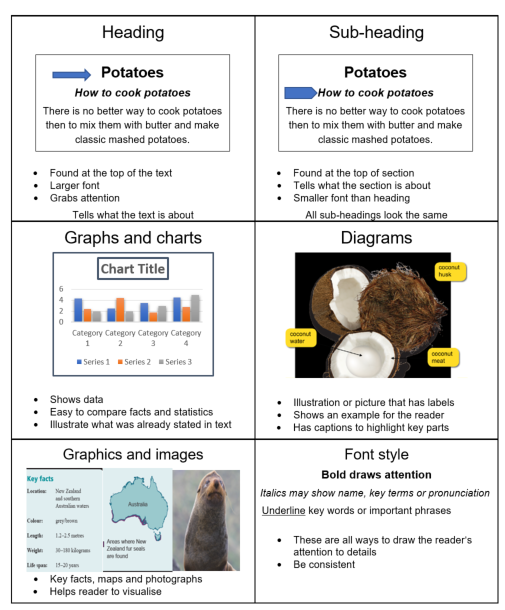 Heading
Potatoes
How to cook potatoes
There is no better way to cook potatoes
then to mix them with butter and make
classic mashed potatoes.
• Found at the top of the text
• Larger font
• Grabs attention
Tells what the text is about
Sub-heading
Potatoes
How to cook potatoes
There is no better way to cook potatoes
then to mix them with butter and make
classic mashed potatoes.
• Found at the top of section
• Tells what the section is about
• Smaller font than heading
All sub-headings look the same
Graphs and charts
Chart Title
6
4
2
0
Category 1
Category 2
Category 3
Category 4
Series 1
Series 2
Series 3
• Shows data
• Easy to compare facts and statistics
• Illustrate what was already stated in text
Diagrams
coconut
husk
coconut
water
coconut
meat
• Illustration or picture that has labels
• Shows an example for the reader
• Has captions to highlight key parts
Graphics and images
Key facts
Location: New Zealand
and southern
Australian waters
Colour: grey/brown
Length: 1.2–2.5 metres
Weight: 30–180 kilograms
Life span: 15–20 years
Australia
Areas where New
Zealand fur seals
are found
• Key facts, maps and photographs
• Helps reader to visualise
Font style
Bold draws attention
Italics may show name, key terms or pronunciation
Underline key words or important phrases
• These are all ways to draw the reader's
attention to details
• Be consistent